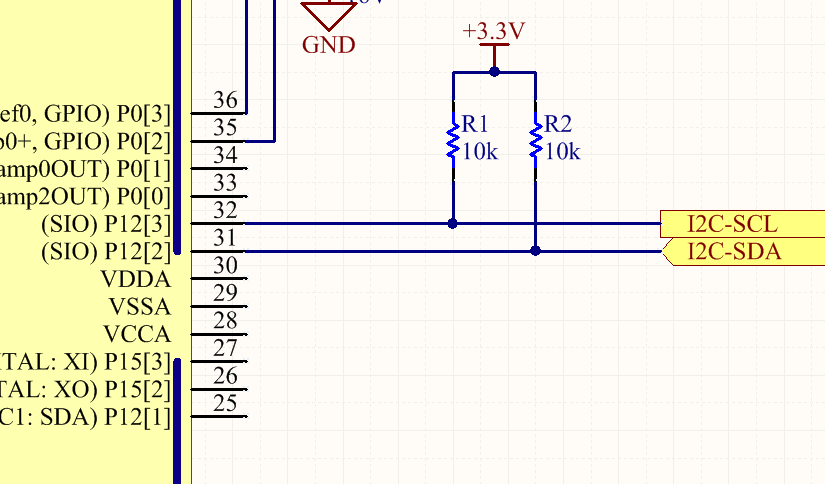 +3.3V
GND
36
ef0, GPIO) P0[3]
35
0+, GPIO) P0[2]
34
amp0OUT) P0[1]
33
amp2OUT) P0[0]
32
(SIO) P12[3]
31
(SIO) P12[2]
30
VDDA
29
VSSA
28
VCCA
27
ITAL: XI) P15[3]
26
TAL: XO) P15[2]
25
C1: SDA) P12[1]
R1
10k
R2
10k
I2C-SCL
I2C-SDA